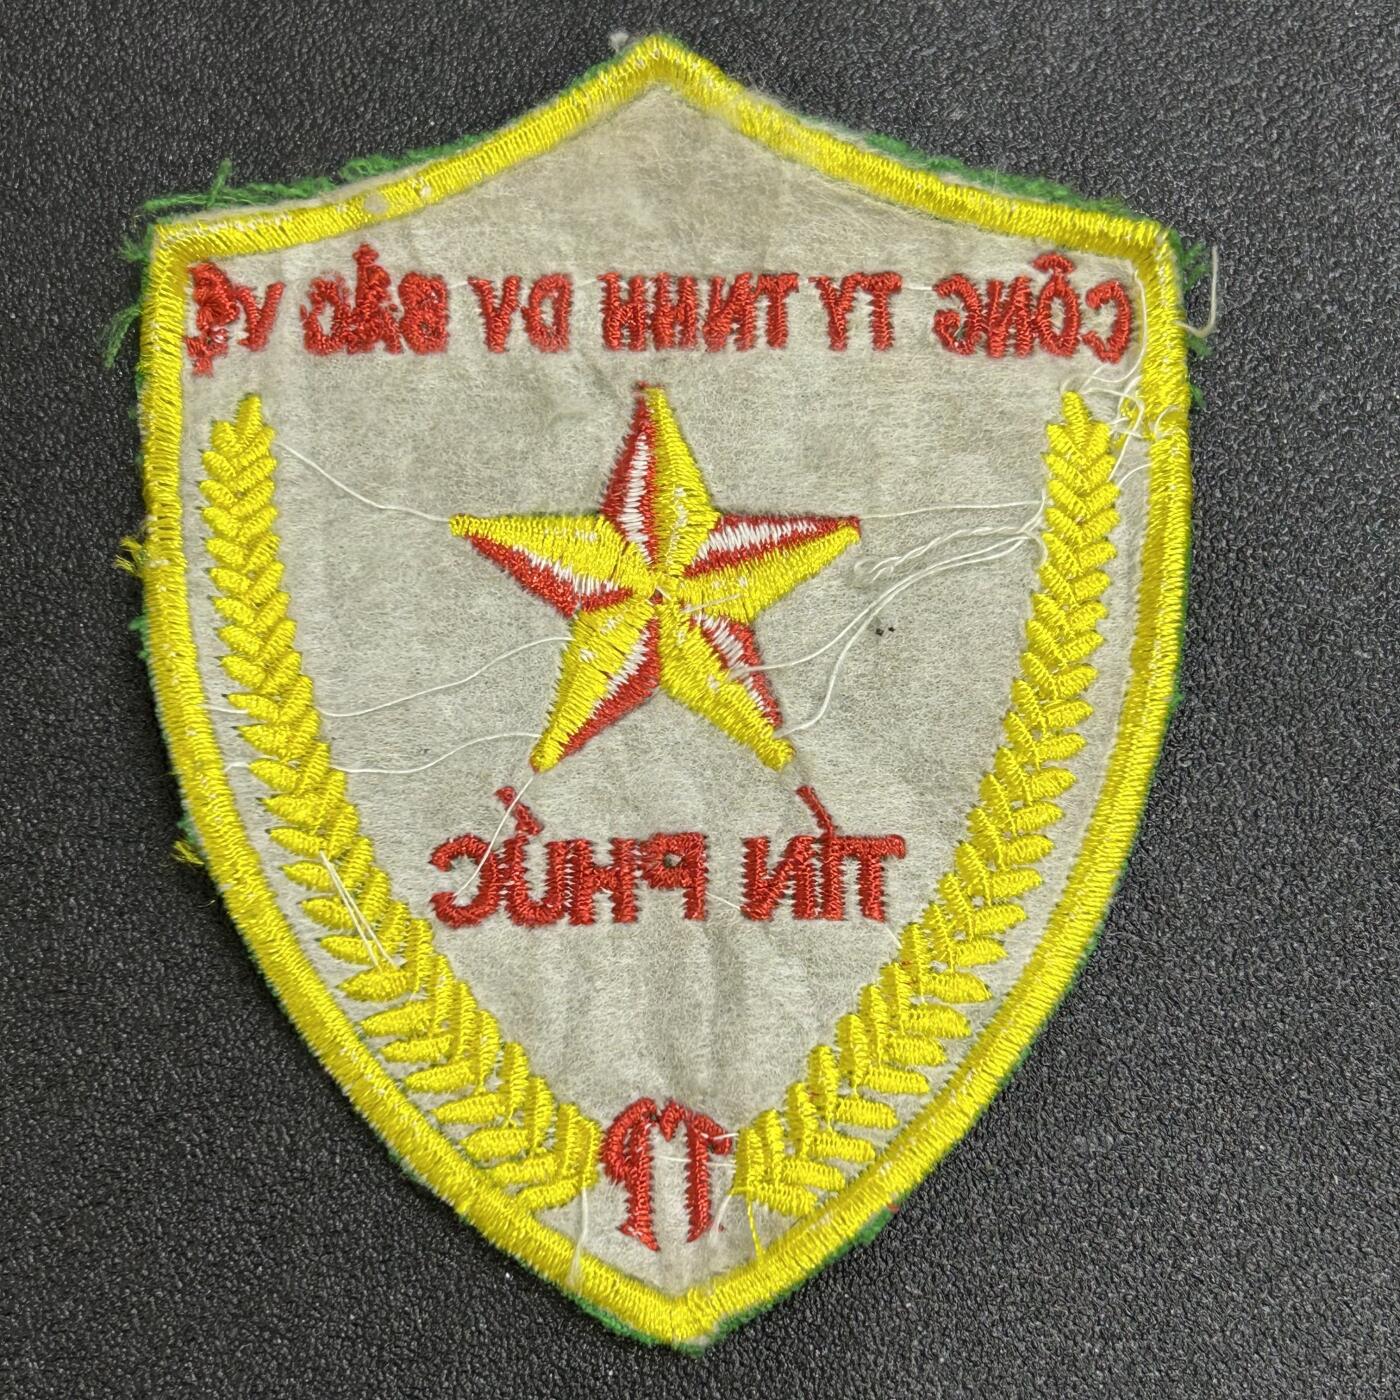 CÔNG TY TNHH DV BẢO VỆ
TÍN PHÚC
TP